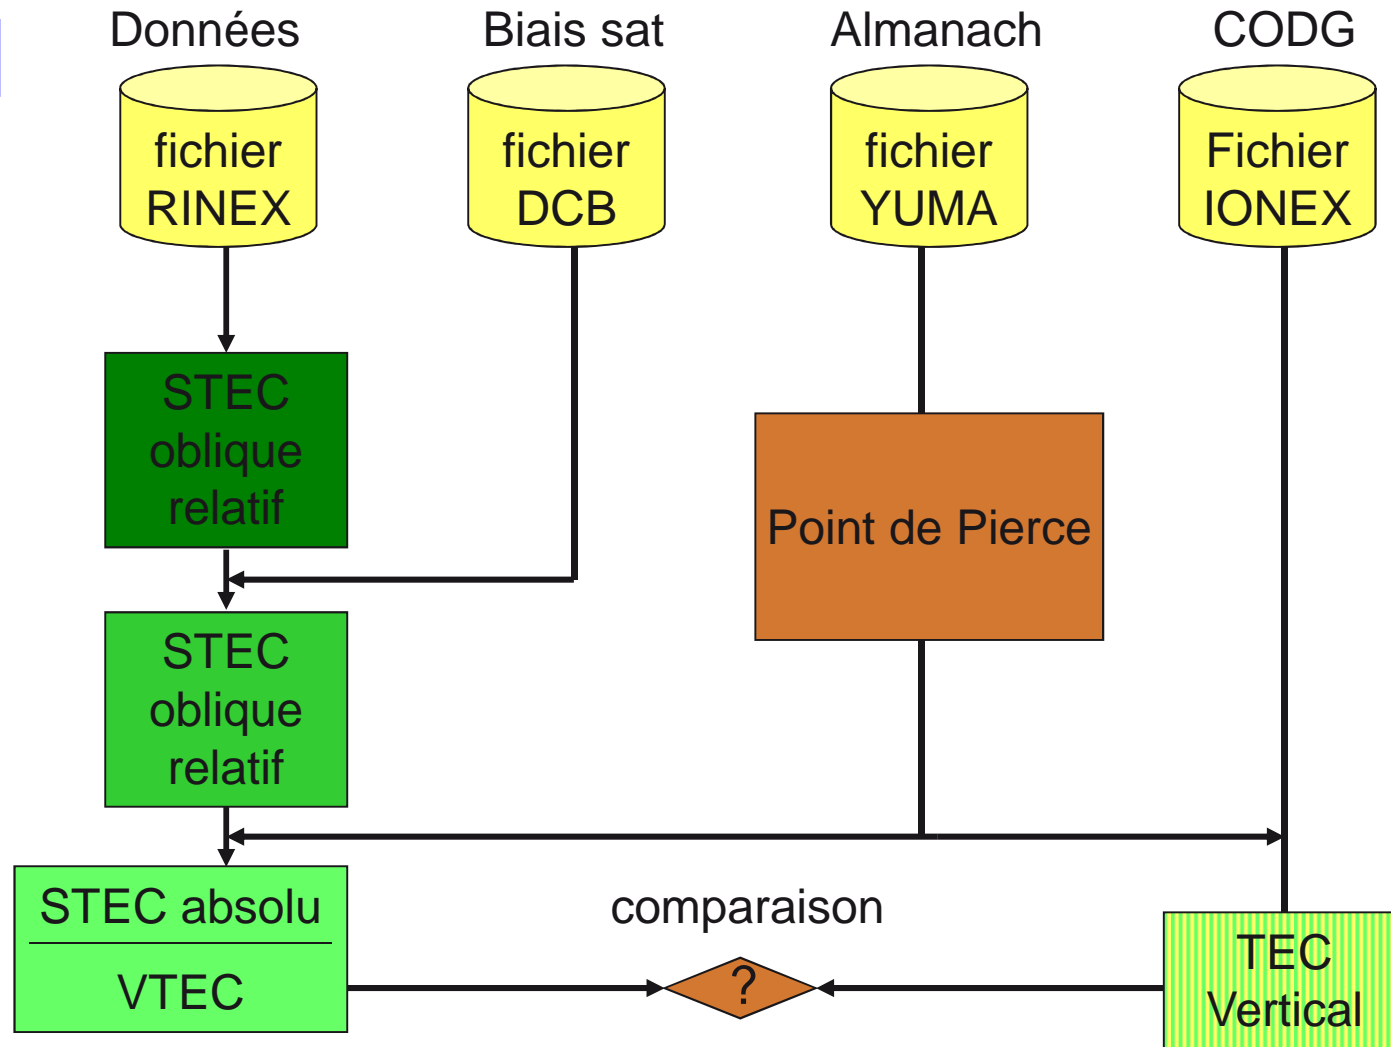 Données
Biais sat
Almanach
CODG
fichier
RINEX
fichier
DCB
fichier
YUMA
Fichier
IONEX
STEC
oblique
relatif
Point de Pierce
STEC
oblique
relatif
STEC absolu
VTEC
comparaison
?
TEC
Vertical